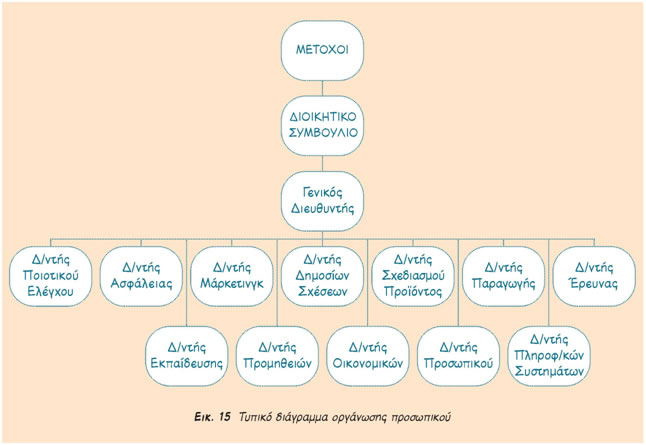 ΜΕΤΟΧΟΙ
ΔΙΟΙΚΗΤΙΚΟ
ΣΥΜΒΟΥΛΙΟ
Γενικός
Διευθυντής
Δ/ντής
Ποιοτικού
Ελέγχου
Δ/ντής
Ασφάλειας
Δ/ντής
Μάρκετινγκ
Δ/ντής
Δημοσίων
Σχέσεων
Δ/ντής
Σχεδιασμού
Προϊόντος
Δ/ντής
Παραγωγής
Δ/ντής
Έρευνας
Δ/ντής
Εκπαίδευσης
Δ/ντής
Προμηθειών
Δ/ντής
Οικονομικών
Δ/ντής
Προσωπικού
Δ/ντής
Πληροφ/κών
Συστημάτων
Εικ. 15 Τυπικό διάγραμμα οργάνωσης προσωπικού